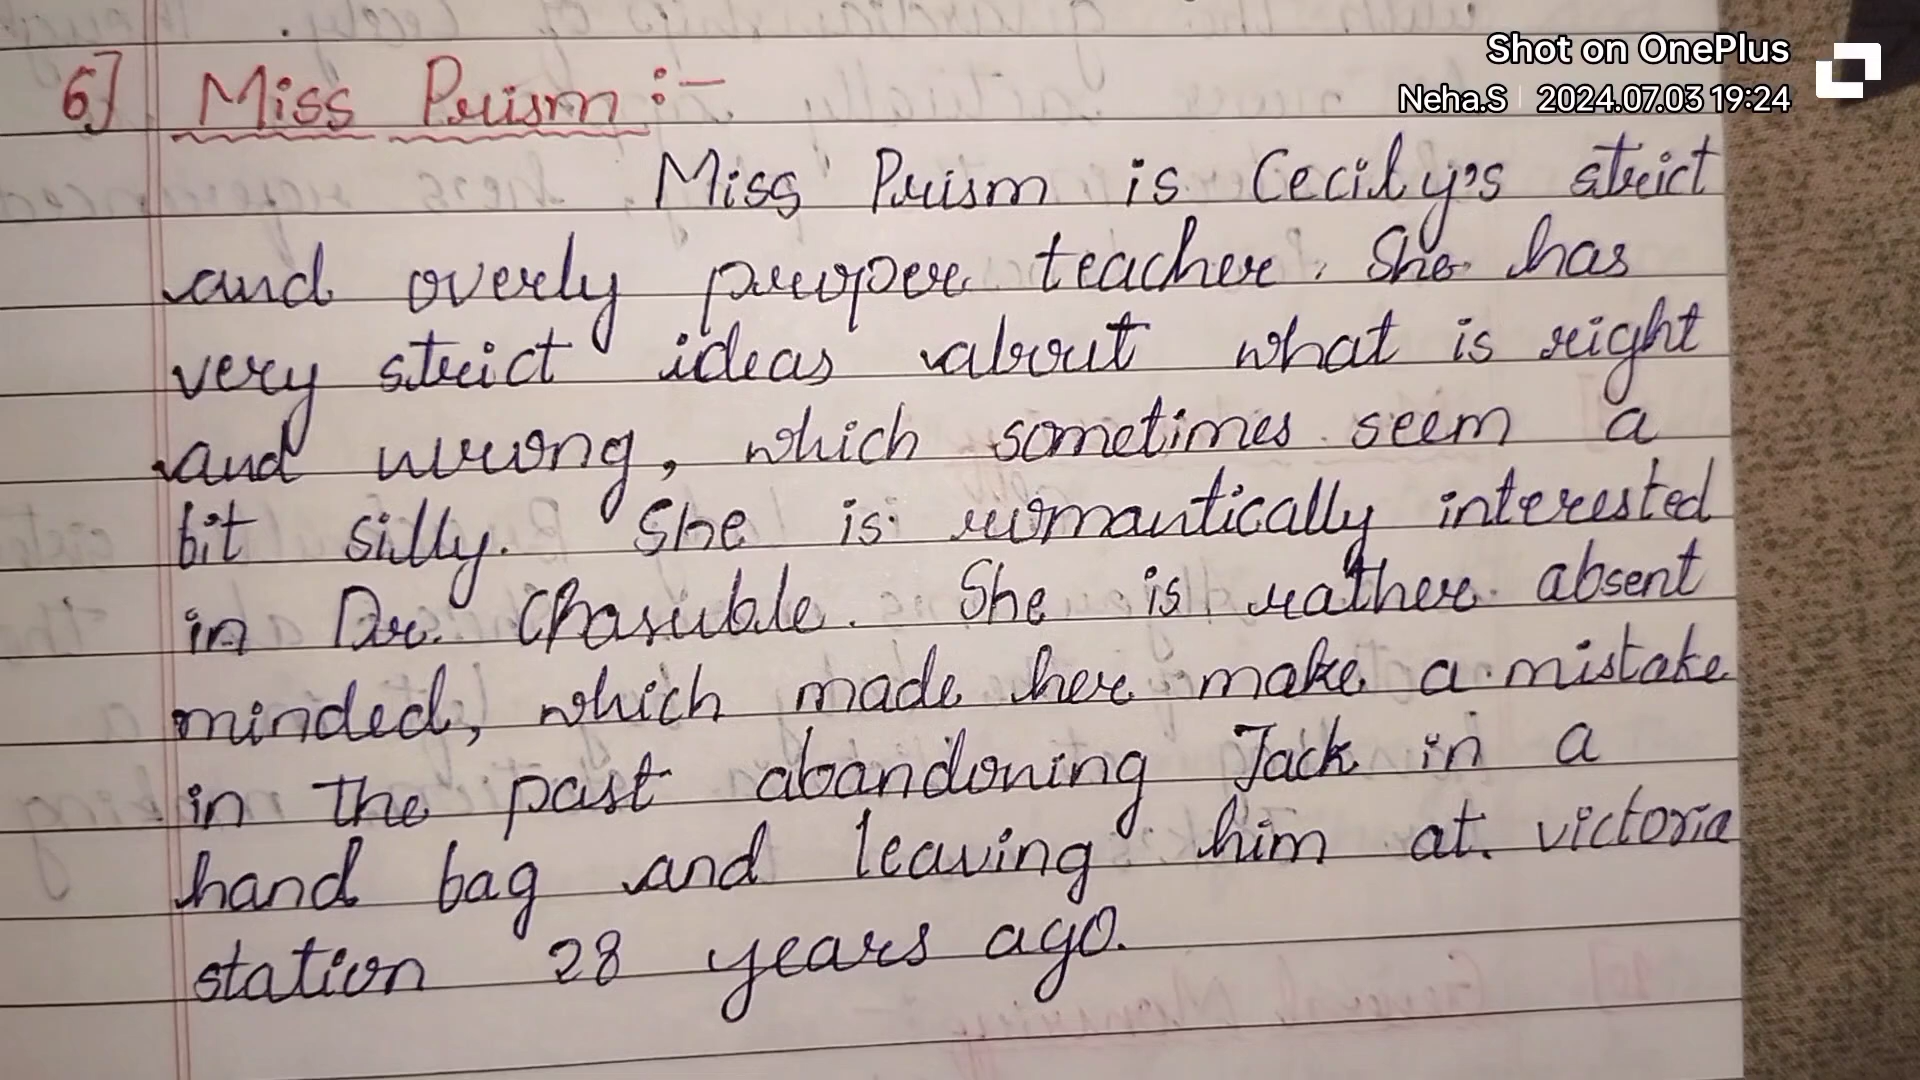 Shot on OnePlus
Neha.S | 2024.07.03 19:24
6] Miss Prism :-
Miss Prism is Cecily's strict
and overly proper teacher. She has
very strict ideas about what is right
and wrong, which sometimes seem a
bit silly. She is romantically interested
in Dr. Chasuble. She is rather absent
minded, which made her make a mistake
in the past abandoning Jack in a
hand bag and leaving him at victoria
station 28 years ago.